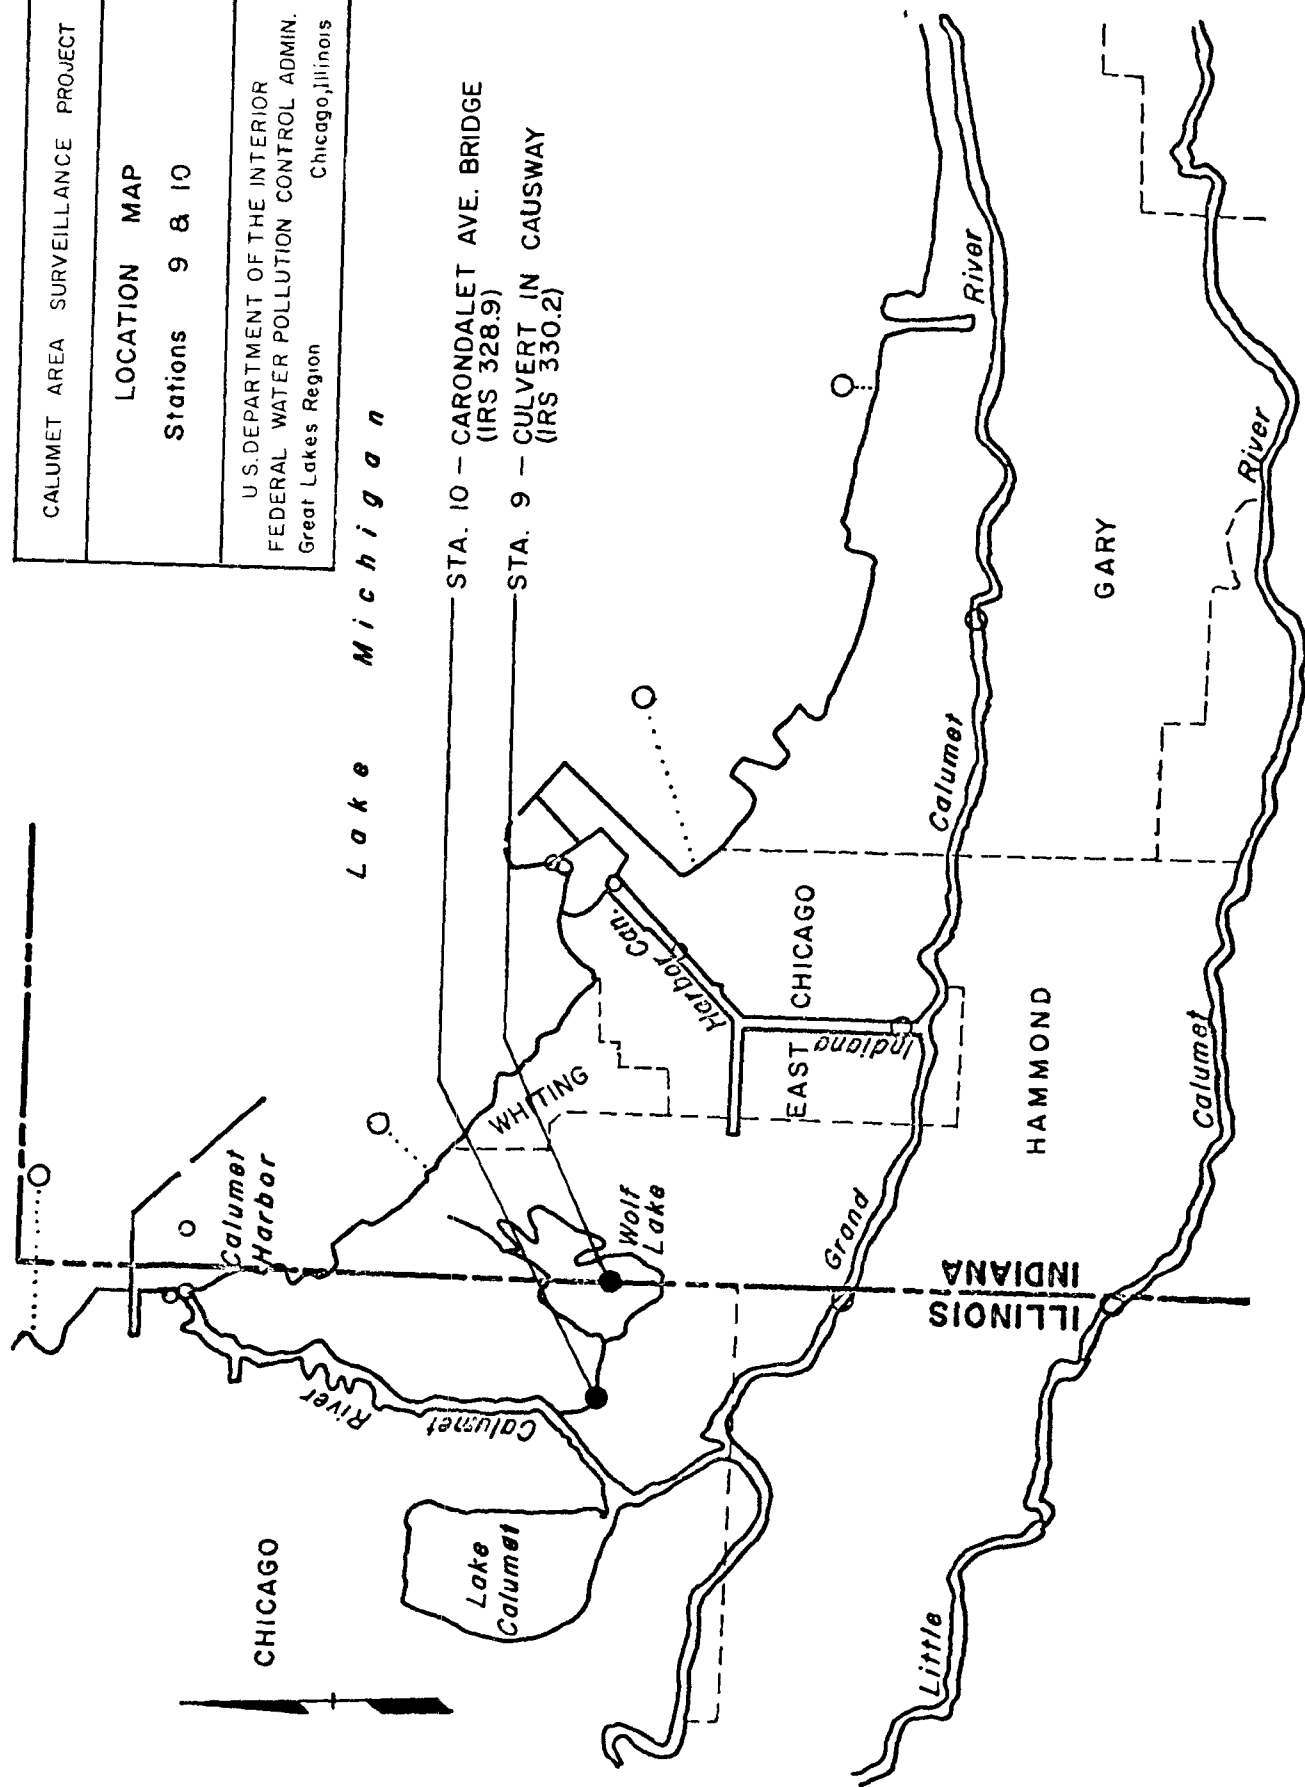 CALUMET AREA SURVEILLANCE PROJECT
LOCATION MAP
Stations 9 & 10
U.S. DEPARTMENT OF THE INTERIOR
FEDERAL WATER POLLUTION CONTROL ADMIN.
Great Lakes Region Chicago, Illinois
Lake Michigan
STA. 10 - CARONDALET AVE. BRIDGE
(IRS 328.9)
STA. 9 - CULVERT IN CAUSWAY
(IRS 330.2)
CHICAGO
Calumet
Harbor
River
Calumet
Lake
Calumet
WHITING
Wolf
Lake
Harbor Can.
Indiana
EAST CHICAGO
Grand Calumet River
ILLINOIS
INDIANA
HAMMOND
GARY
Little Calumet River